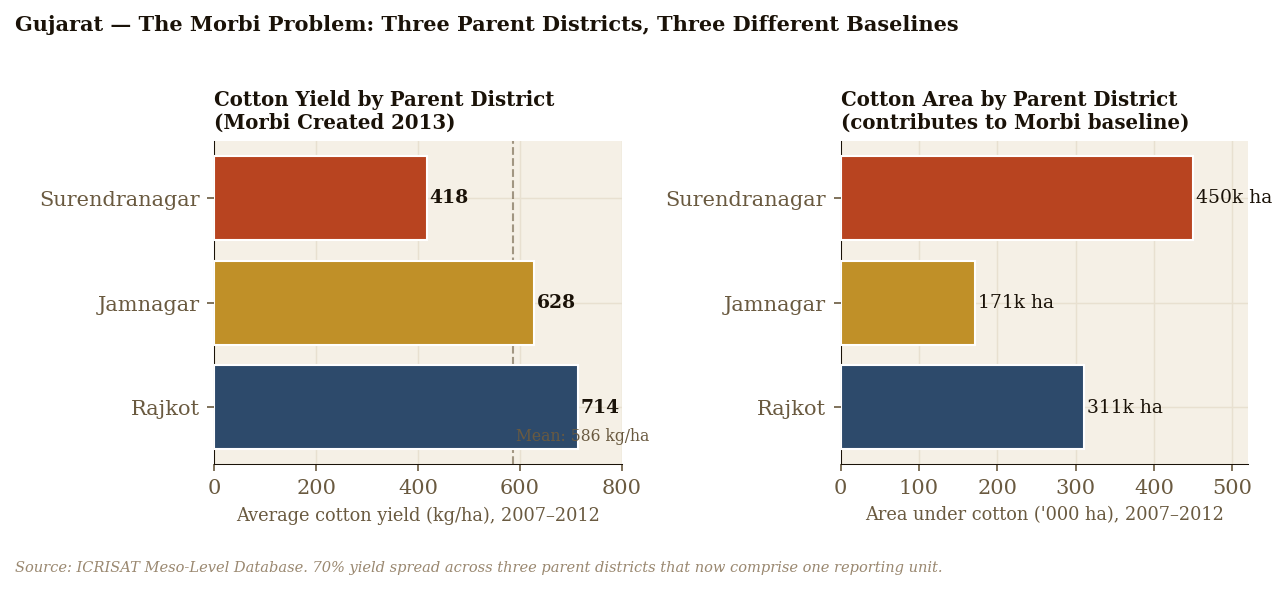 Gujarat — The Morbi Problem: Three Parent Districts, Three Different Baselines
Cotton Yield by Parent District
(Morbi Created 2013)
Surendranagar
418
Jamnagar
628
Rajkot
714
Mean: 586 kg/ha
0 200 400 600 800
Average cotton yield (kg/ha), 2007–2012
Cotton Area by Parent District
(contributes to Morbi baseline)
Surendranagar
450k ha
Jamnagar
171k ha
Rajkot
311k ha
0 100 200 300 400 500
Area under cotton ('000 ha), 2007–2012
Source: ICRISAT Meso-Level Database. 70% yield spread across three parent districts that now comprise one reporting unit.